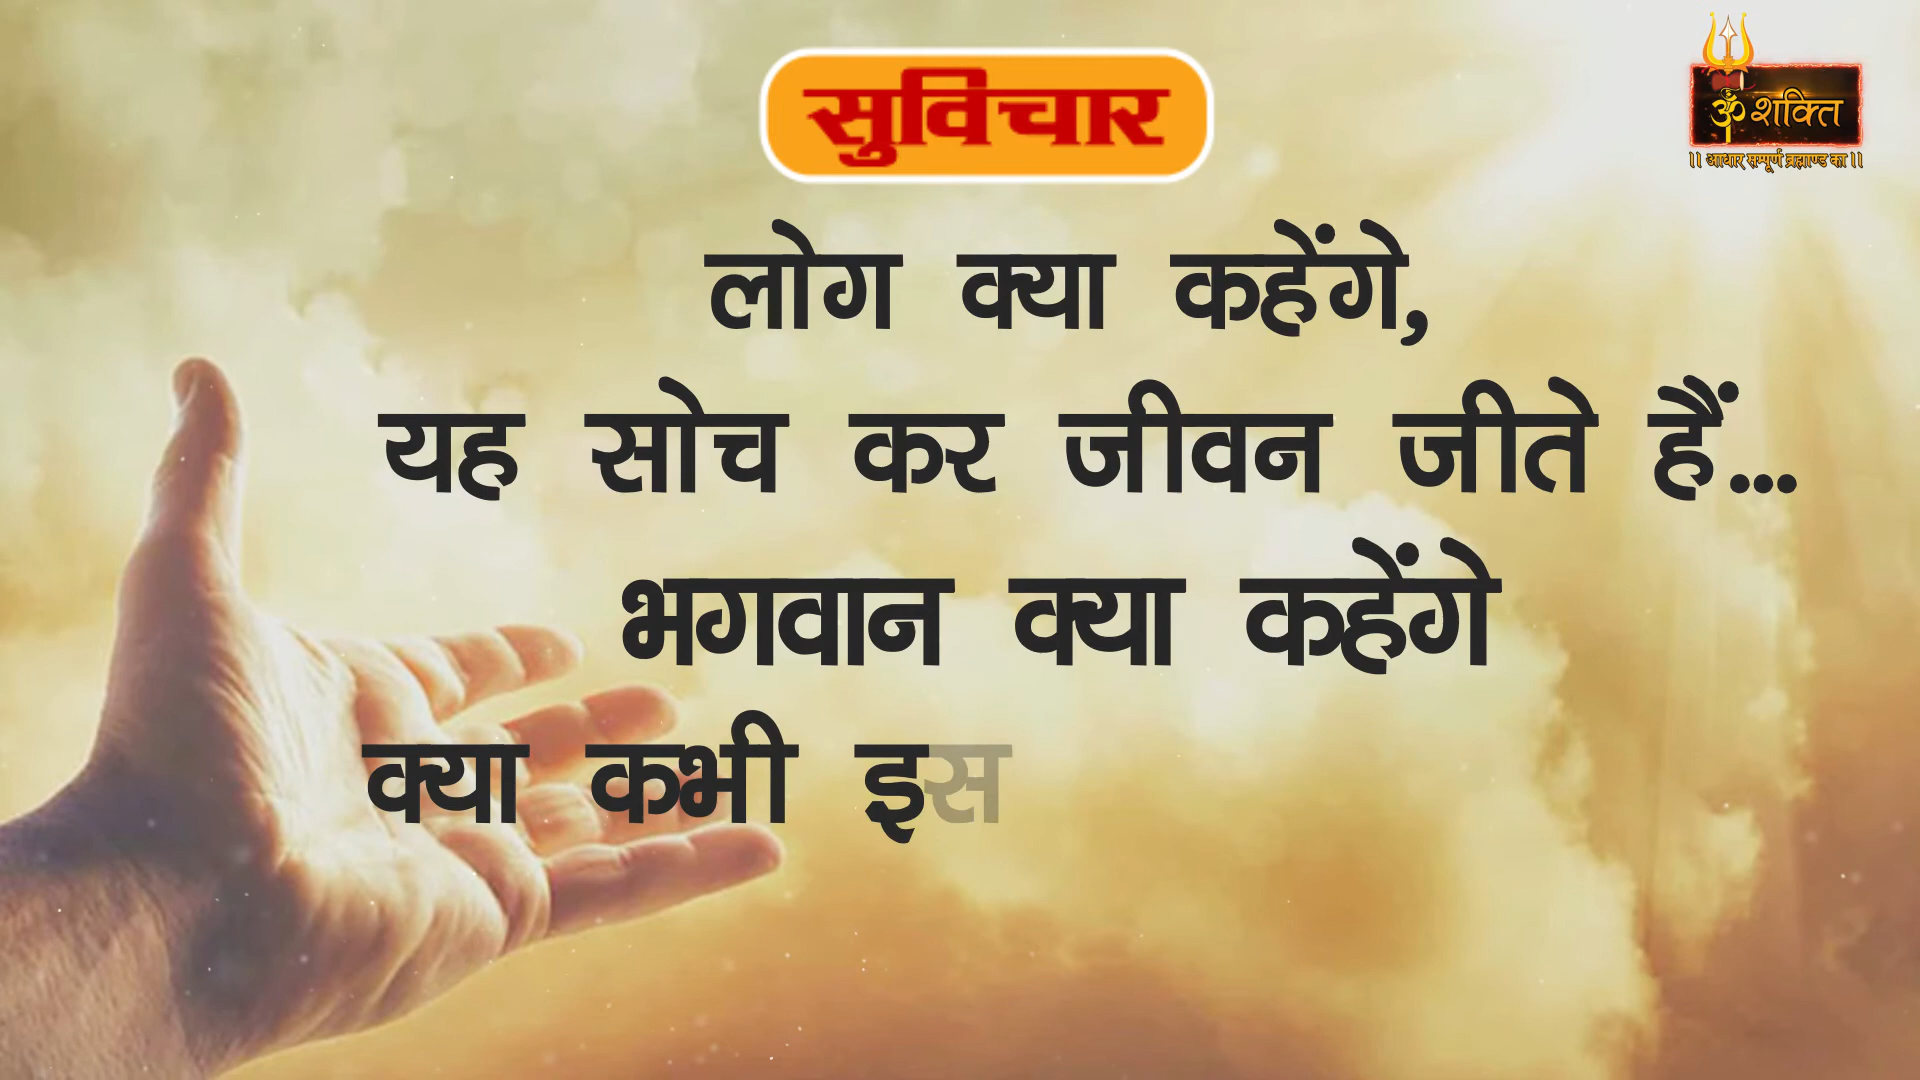 सुविचार
ॐ शक्ति
।। आधार सम्पूर्ण ब्रह्माण्ड का ।।
लोग क्या कहेंगे,
यह सोच कर जीवन जीते हैं...
भगवान क्या कहेंगे
क्या कभी इस